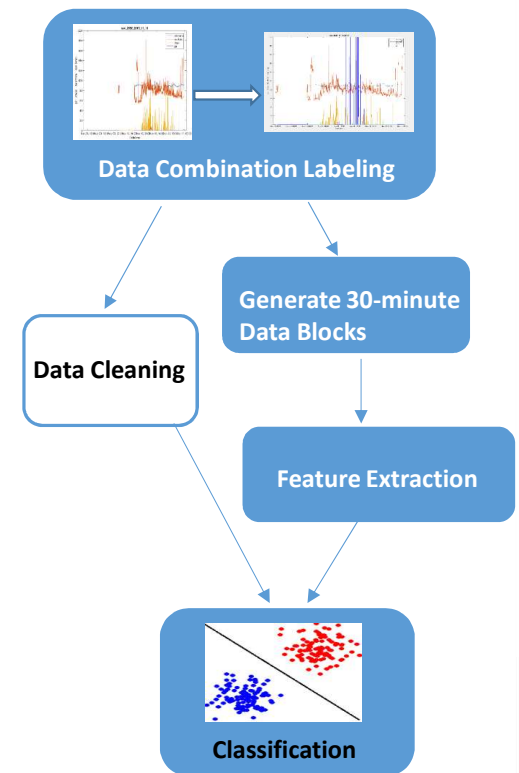 Data Combination Labeling
Generate 30-minute
Data Blocks
Data Cleaning
Feature Extraction
Classification